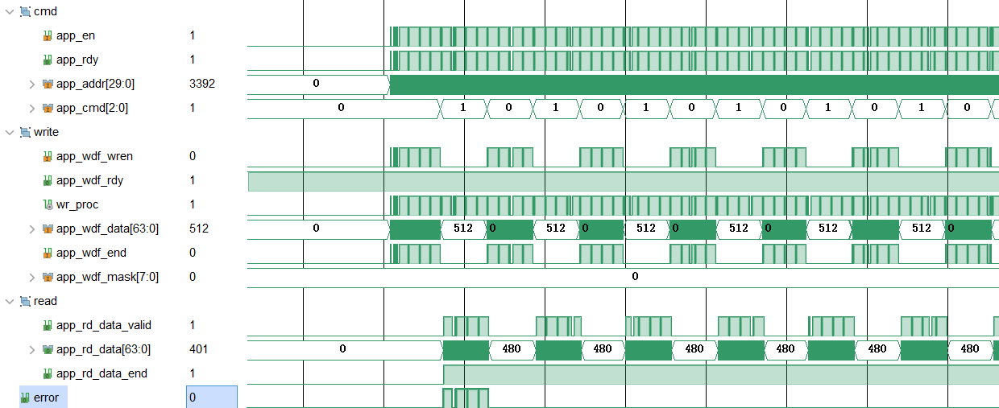 cmd
app_en 1
app_rdy 1
app_addr[29:0] 3392 0
app_cmd[2:0] 1 0 1 0 1 0 1 0 1 0 1 0 1 0
write
app_wdf_wren 0
app_wdf_rdy 1
wr_proc 1
app_wdf_data[63:0] 512 0 512 0 512 0 512 0 512 0 512 512 0
app_wdf_end 0
app_wdf_mask[7:0] 0 0
read
app_rd_data_valid 1
app_rd_data[63:0] 401 0 480 480 480 480 480 480
app_rd_data_end 1
error 0